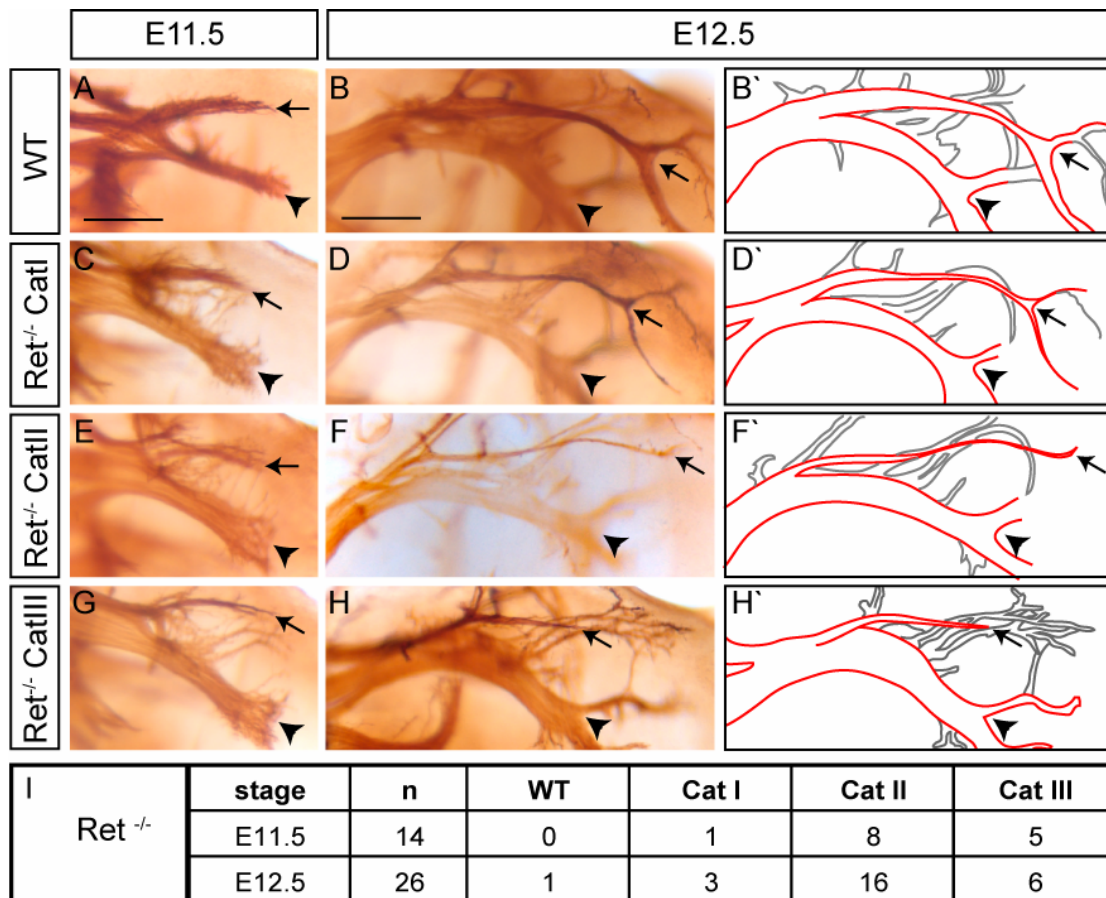 E11.5 E12.5
WT
A B B`
Ret-/- CatI
C D D`
Ret-/- CatII
E F F`
Ret-/- CatIII
G H H`
I Ret -/-
stage n WT Cat I Cat II Cat III
E11.5 14 0 1 8 5
E12.5 26 1 3 16 6